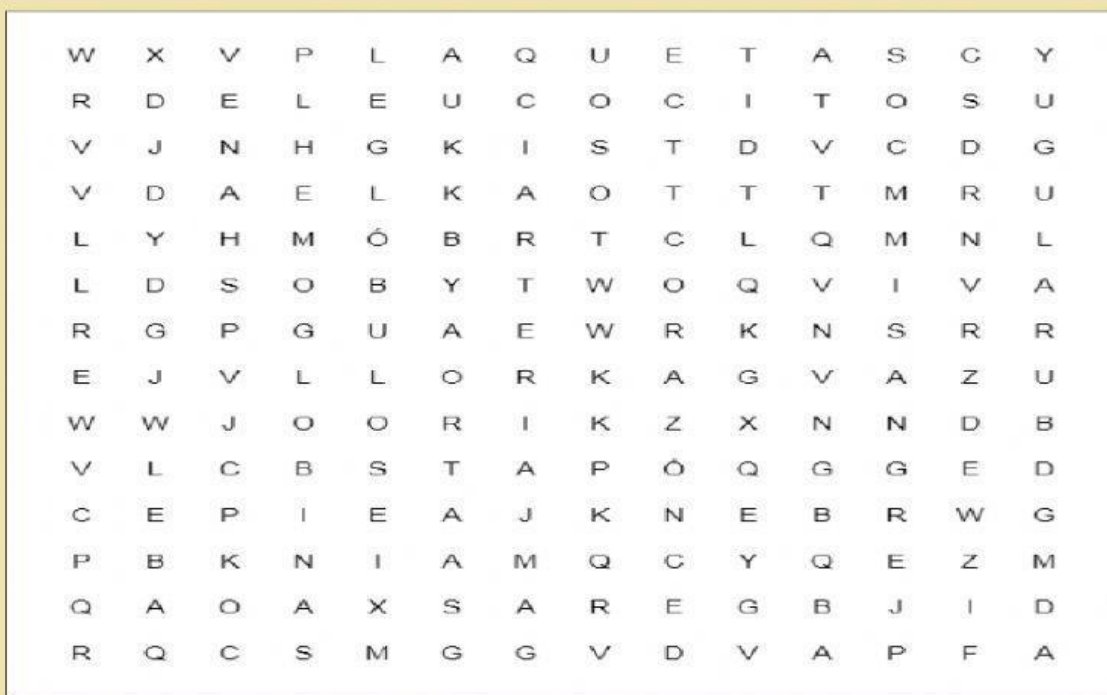 W X V P L A Q U E T A S C Y
R D E L E U C O C I T O S U
V J N H G K I S T D V C D G
V D A E L K A O T T T M R U
L Y H M Ó B R T C L Q M N L
L D S O B Y T W O Q V I V A
R G P G U A E W R K N S R R
E J V L L O R K A G V A Z U
W W J O O R I K Z X N N D B
V L C B S T A P Ó Q G G E D
C E P I E A J K N E B R W G
P B K N I A M Q C Y Q E Z M
Q A O A X S A R E G B J I D
R Q C S M G G V D V A P F A